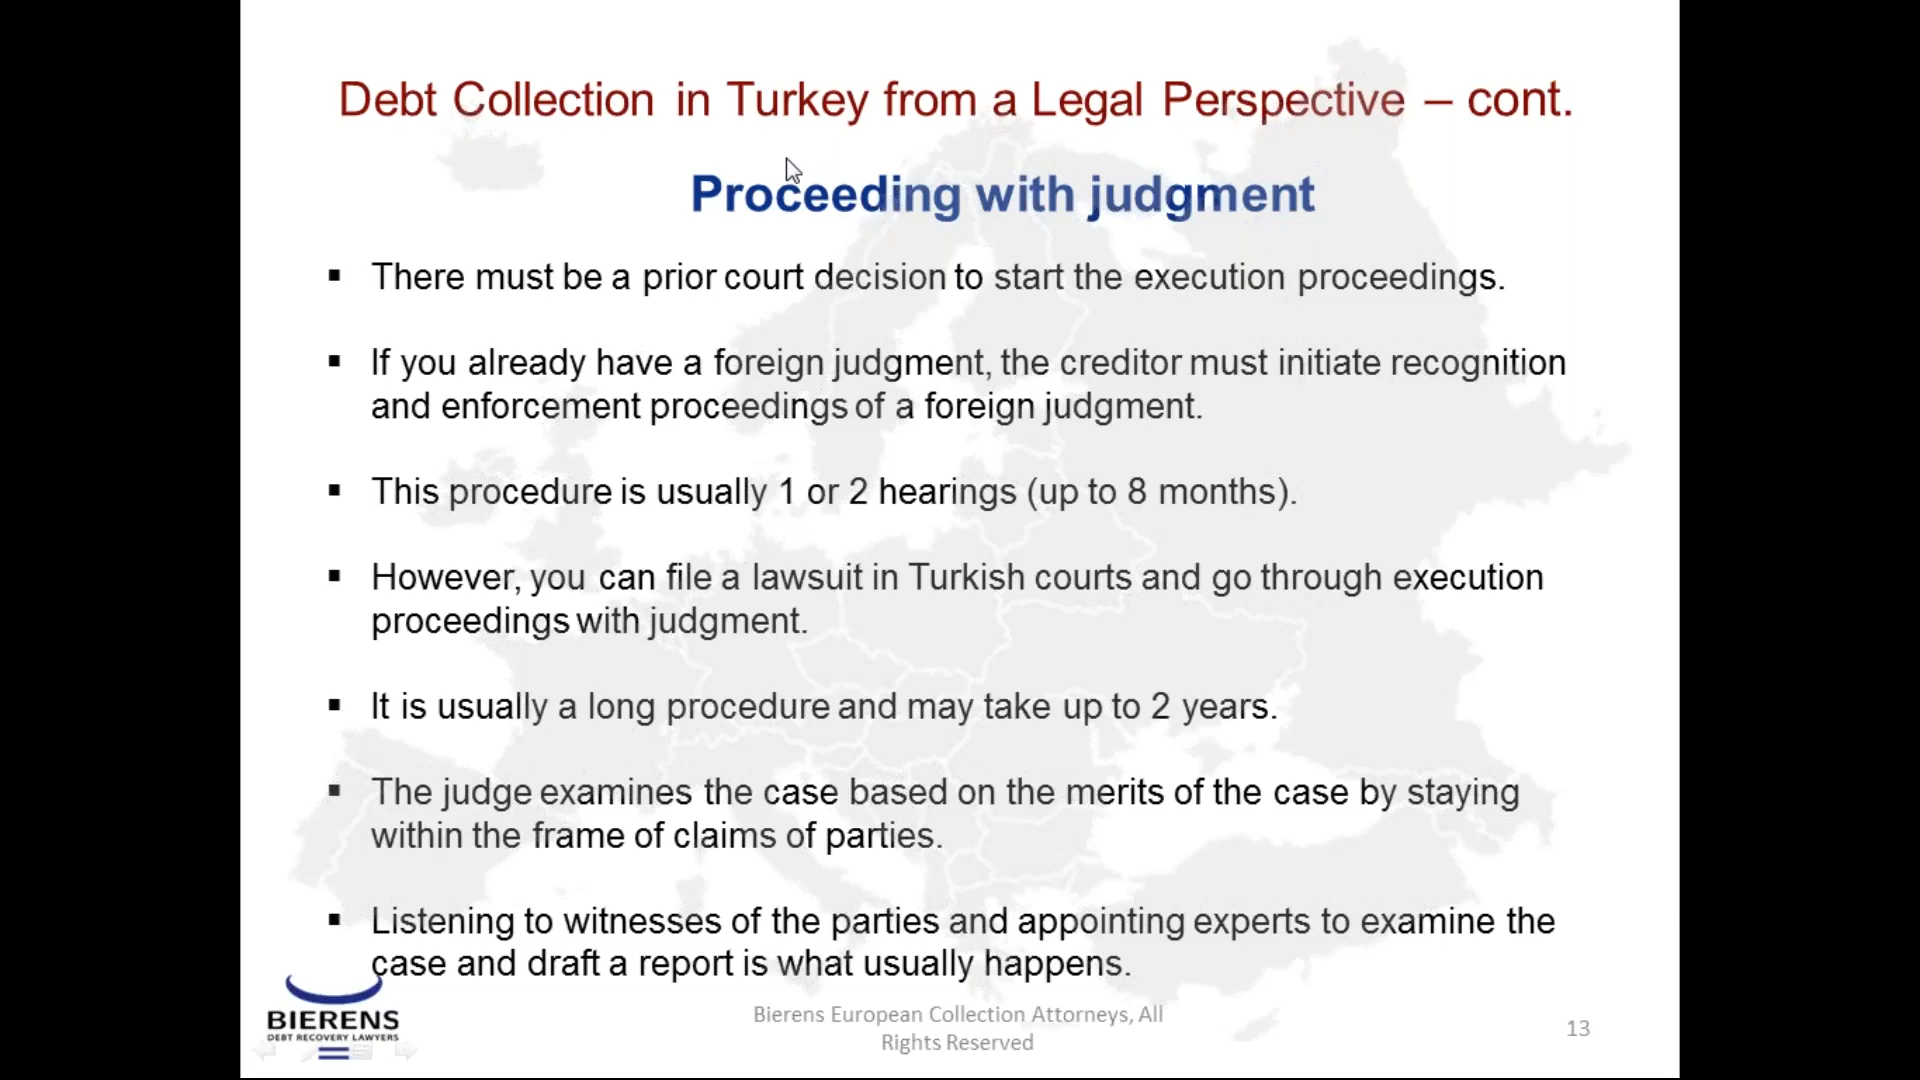 Debt Collection in Turkey from a Legal Perspective – cont.
Proceeding with judgment
▪ There must be a prior court decision to start the execution proceedings.
▪ If you already have a foreign judgment, the creditor must initiate recognition
and enforcement proceedings of a foreign judgment.
▪ This procedure is usually 1 or 2 hearings (up to 8 months).
▪ However, you can file a lawsuit in Turkish courts and go through execution
proceedings with judgment.
▪ It is usually a long procedure and may take up to 2 years.
▪ The judge examines the case based on the merits of the case by staying
within the frame of claims of parties.
▪ Listening to witnesses of the parties and appointing experts to examine the
case and draft a report is what usually happens.
BIERENS
DEBT RECOVERY LAWYERS
Bierens European Collection Attorneys, All
Rights Reserved
13